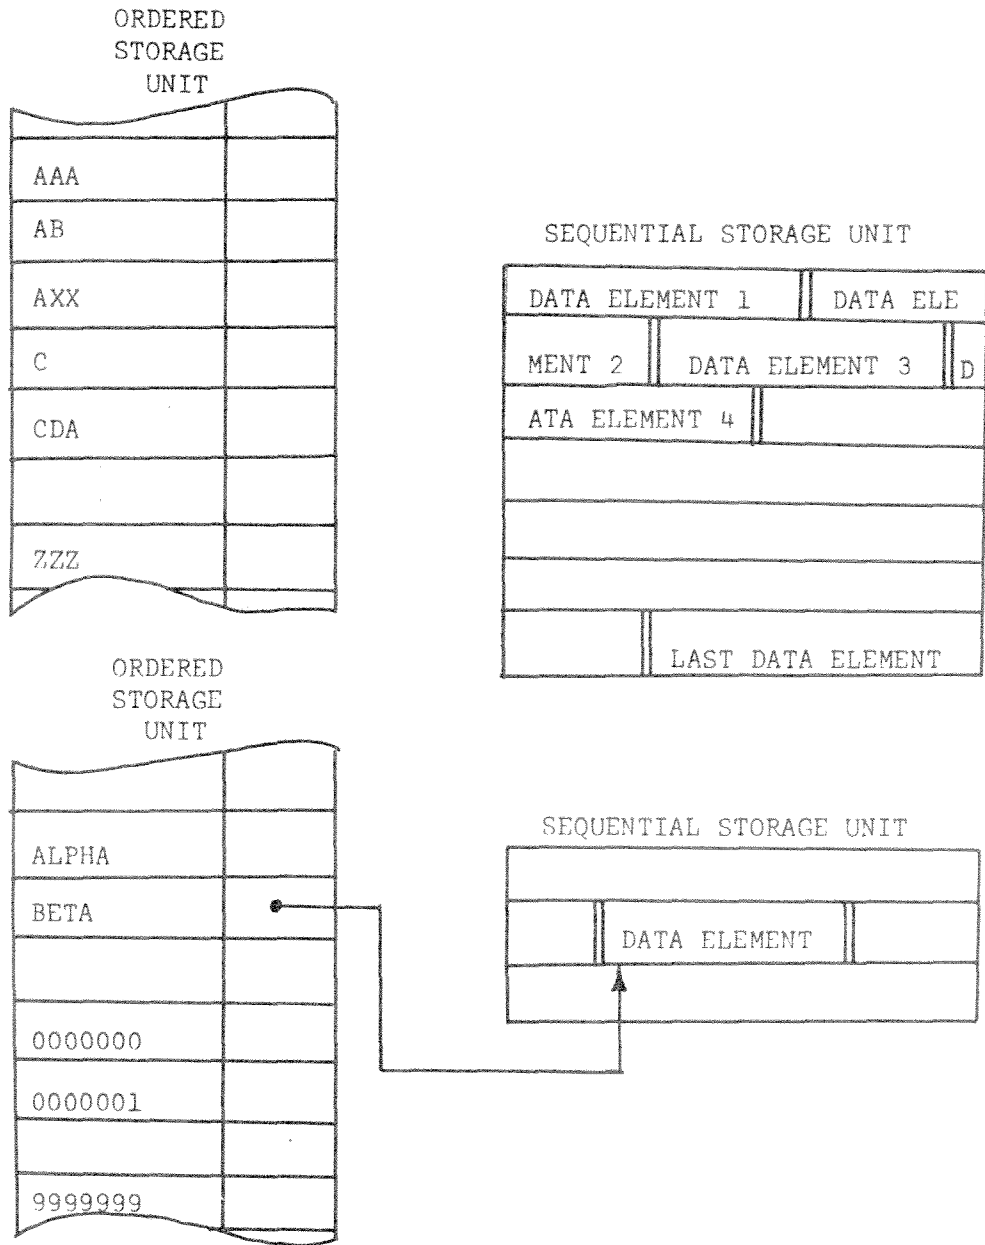 ORDERED
STORAGE
UNIT
AAA
AB
AXX
C
CDA
ZZZ
SEQUENTIAL STORAGE UNIT
DATA ELEMENT 1 DATA ELE
MENT 2 DATA ELEMENT 3 D
ATA ELEMENT 4
LAST DATA ELEMENT
ORDERED
STORAGE
UNIT
ALPHA
BETA
0000000
0000001
9999999
SEQUENTIAL STORAGE UNIT
DATA ELEMENT